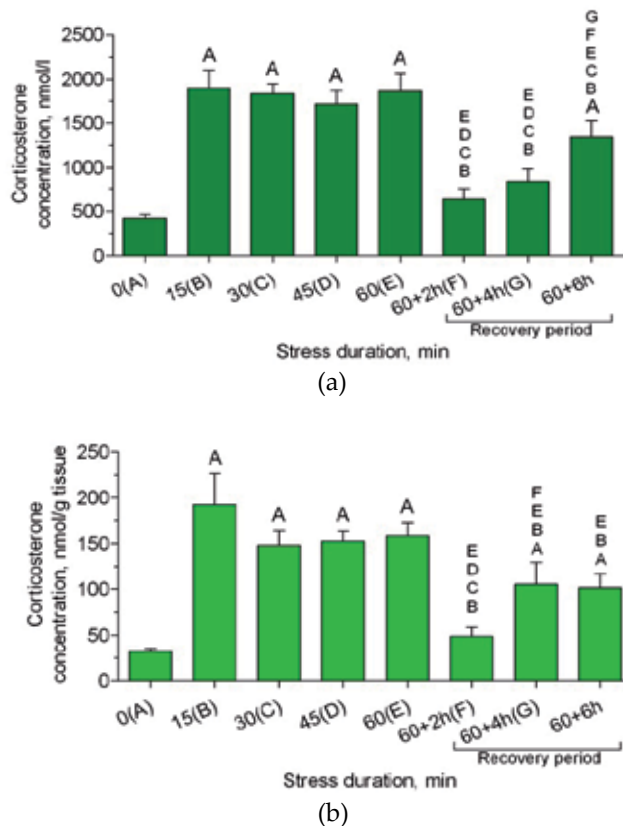 Corticosterone
concentration, nmol/l
2500
2000
1500
1000
500
0
A
A
A
A
E
D
C
B
E
D
C
B
G
F
E
C
B
A
0(A)
15(B)
30(C)
45(D)
60(E)
60+2h(F)
60+4h(G)
60+6h
Recovery period
Stress duration, min
(a)
Corticosterone
concentration, nmol/g tissue
250
200
150
100
50
0
A
A
A
A
E
D
C
B
F
E
B
A
E
B
A
0(A)
15(B)
30(C)
45(D)
60(E)
60+2h(F)
60+4h(G)
60+6h
Recovery period
Stress duration, min
(b)